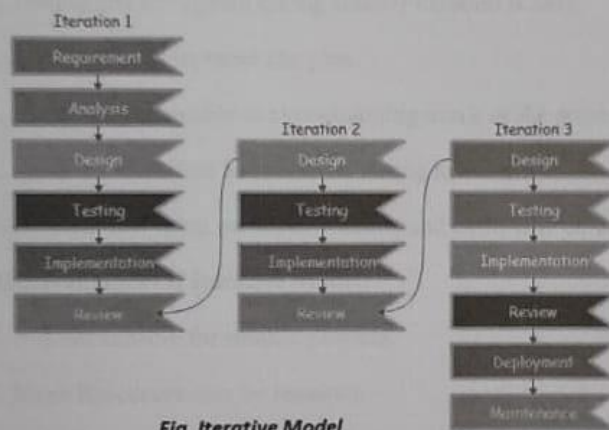 Iteration 1
Requirement
Analysis
Design
Testing
Implementation
Review
Iteration 2
Design
Testing
Implementation
Review
Iteration 3
Design
Testing
Implementation
Review
Deployment
Maintenance
Fig. Iterative Model